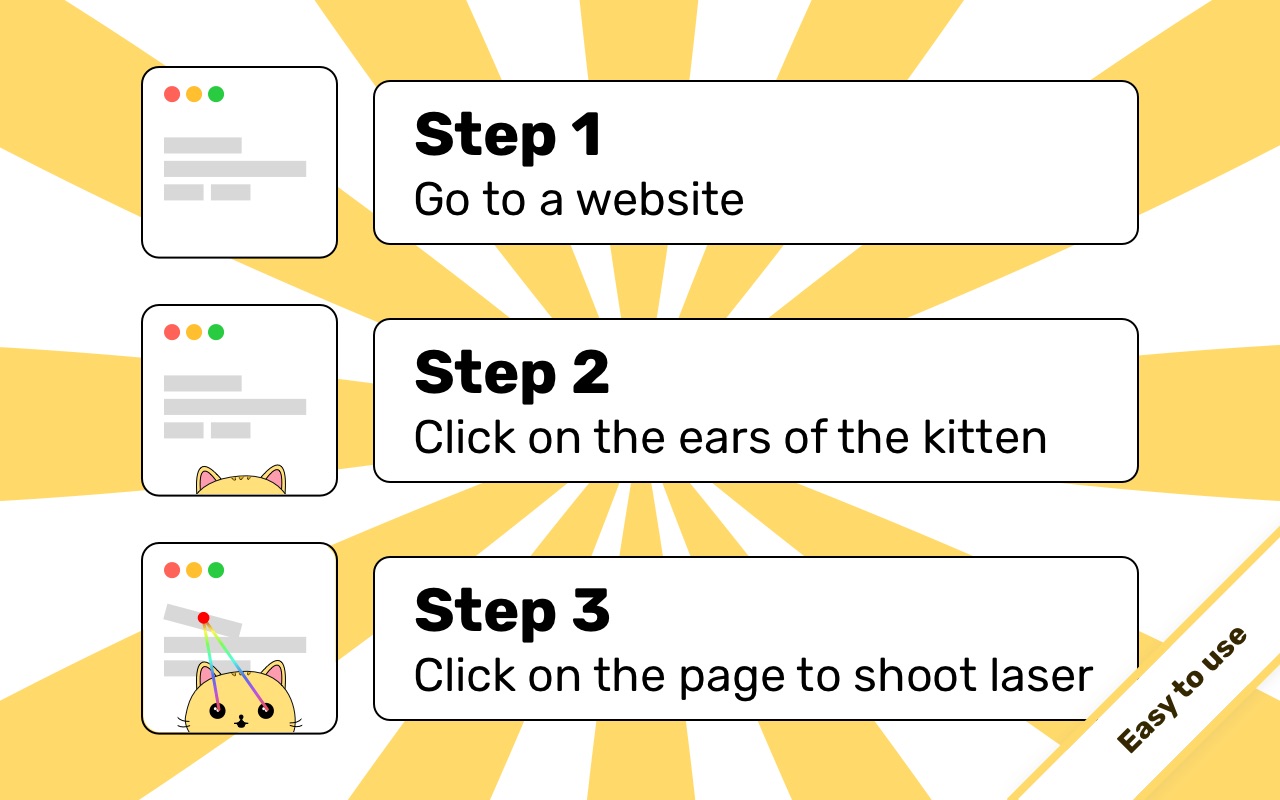 Step 1
Go to a website
Step 2
Click on the ears of the kitten
Step 3
Click on the page to shoot laser
Easy to use